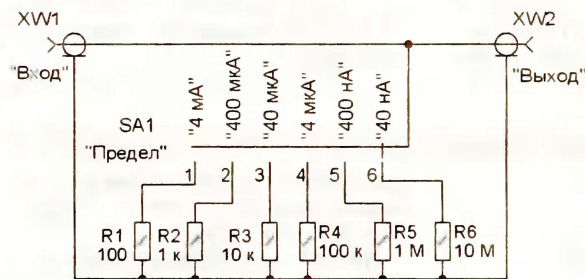 XW1
XW2
"Вход"
"Выход"
"4 мА"
"400 мкА"
"40 мкА"
"4 мкА"
"400 нА"
"40 нА"
SA1
"Предел"
1 2 3 4 5 6
R1
100
R2
1 к
R3
10 к
R4
100 к
R5
1 М
R6
10 М